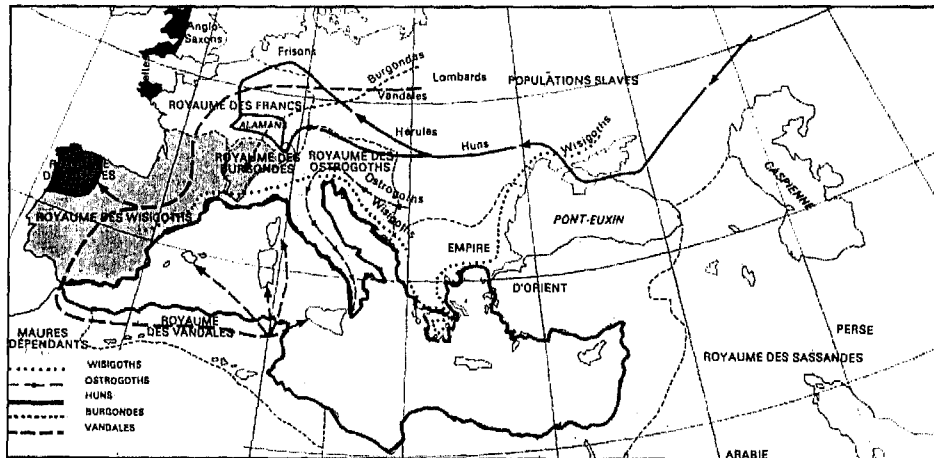 Anglo-
Saxons
Frisons
Burgondes
Lombards
Vandales
POPULATIONS SLAVES
ROYAUME DES FRANCS
ALAMAN
Hérules
Huns
Wisigoths
ROYAUME DES
BURGONDES
ROYAUME DES
OSTROGOTHS
Ostrogoths
Wisigoths
ROYAUME DES WISIGOTHS
CASPIENNE
PONT-EUXIN
EMPIRE
D'ORIENT
ROYAUME
DES VANDALES
MAURES
DÉPENDANTS
PERSE
ROYAUME DES SASSANDES
ARABIE
WISIGOTHS
OSTROGOTHS
HUNS
BURGONDES
VANDALES